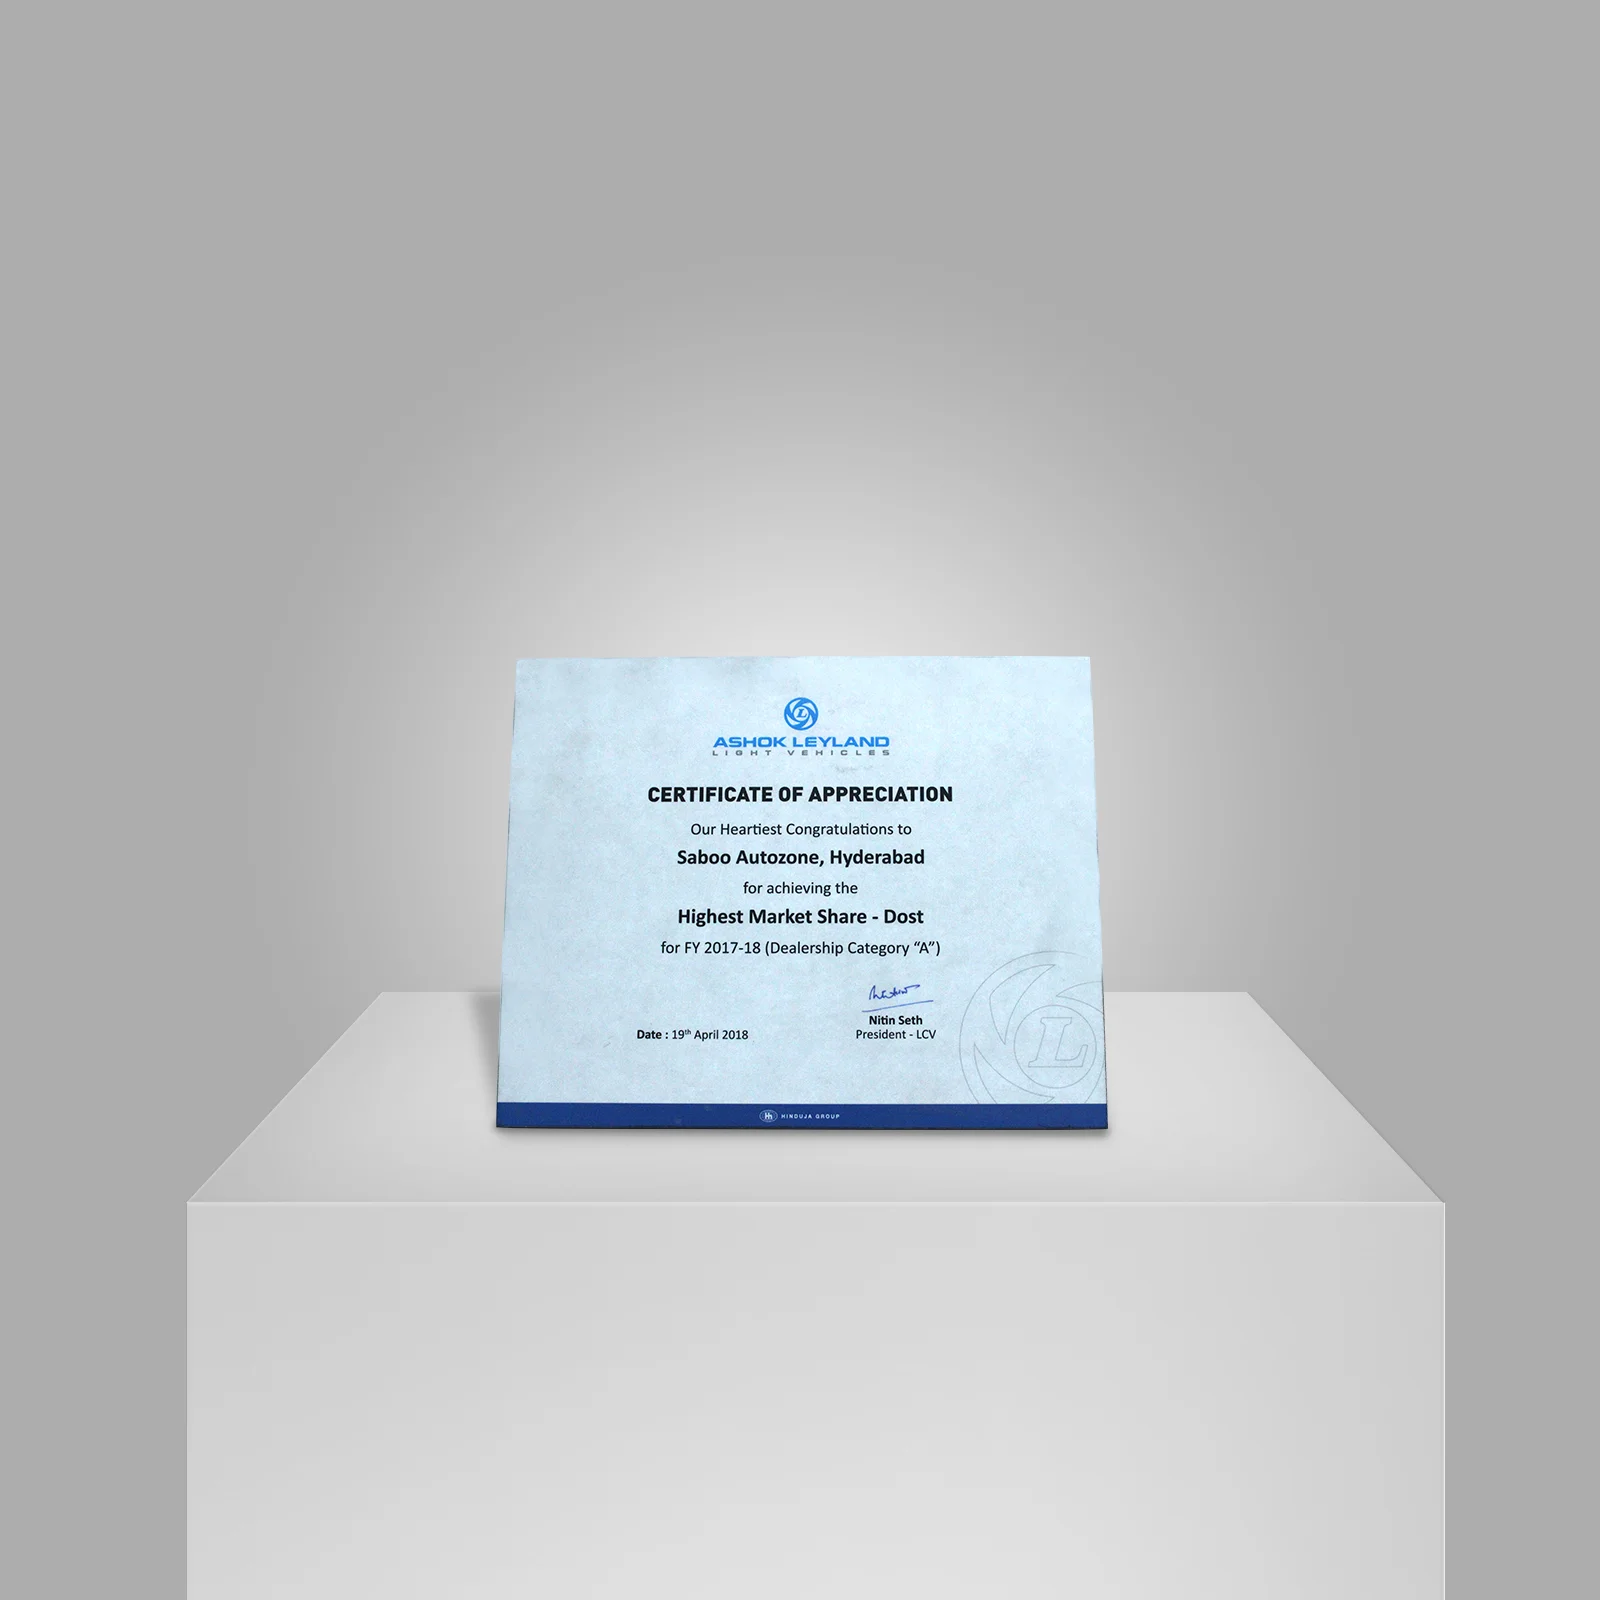 ASHOK LEYLAND
LIGHT VEHICLES
CERTIFICATE OF APPRECIATION
Our Heartiest Congratulations to
Saboo Autozone, Hyderabad
for achieving the
Highest Market Share - Dost
for FY 2017-18 (Dealership Category “A”)
Nitin Seth
Date : 19th April 2018 President - LCV
L
HINDUJA GROUP